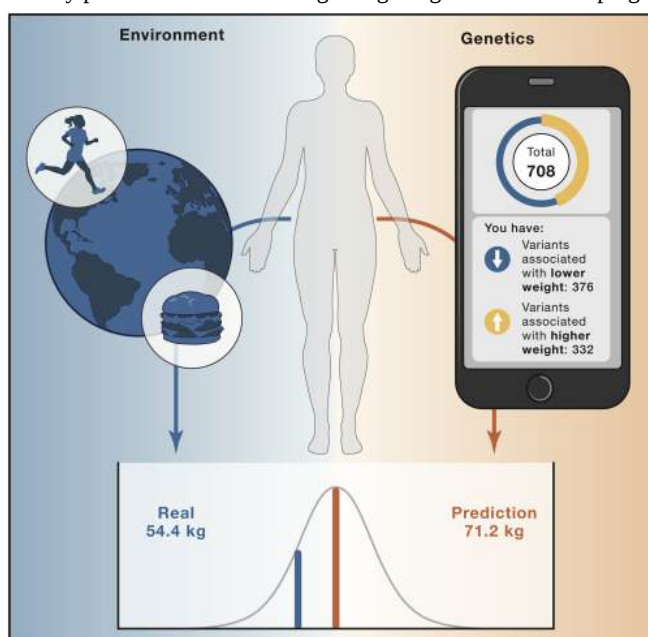 Environment
Genetics
Total
708
You have:
Variants
associated
with lower
weight: 376
Variants
associated
with higher
weight: 332
Real
54.4 kg
Prediction
71.2 kg